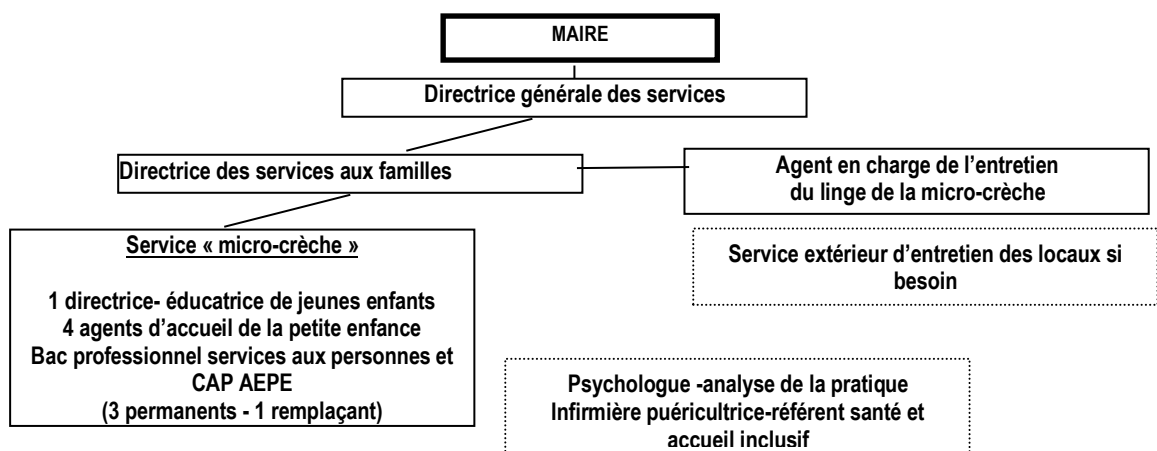 MAIRE
Directrice générale des services
Directrice des services aux familles
Agent en charge de l’entretien
du linge de la micro-crèche
Service « micro-crèche »
1 directrice- éducatrice de jeunes enfants
4 agents d’accueil de la petite enfance
Bac professionnel services aux personnes et
CAP AEPE
(3 permanents - 1 remplaçant)
Service extérieur d’entretien des locaux si
besoin
Psychologue -analyse de la pratique
Infirmière puéricultrice-référent santé et
accueil inclusif